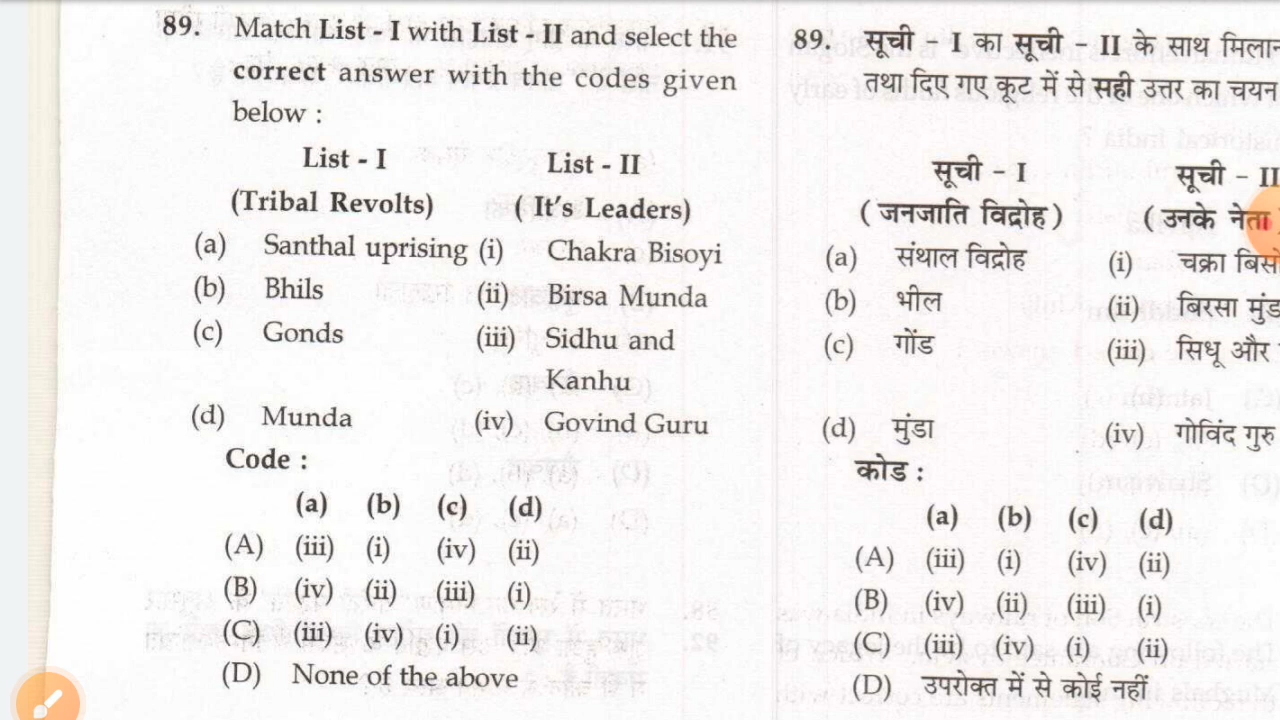 89. Match List - I with List - II and select the
correct answer with the codes given
below :
List - I List - II
(Tribal Revolts) ( It's Leaders)
(a) Santhal uprising (i) Chakra Bisoyi
(b) Bhils (ii) Birsa Munda
(c) Gonds (iii) Sidhu and
Kanhu
(d) Munda (iv) Govind Guru
Code :
(a) (b) (c) (d)
(A) (iii) (i) (iv) (ii)
(B) (iv) (ii) (iii) (i)
(C) (iii) (iv) (i) (ii)
(D) None of the above
89. सूची - I का सूची - II के साथ मिलान
तथा दिए गए कूट में से सही उत्तर का चयन
सूची - I सूची - II
( जनजाति विद्रोह ) ( उनके नेता
(a) संथाल विद्रोह (i) चक्रा
(b) भील (ii) बिरसा
(c) गोंड (iii) सिधू और
(d) मुंडा (iv) गोविंद गुरु
कोड :
(a) (b) (c) (d)
(A) (iii) (i) (iv) (ii)
(B) (iv) (ii) (iii) (i)
(C) (iii) (iv) (i) (ii)
(D) उपरोक्त में से कोई नहीं